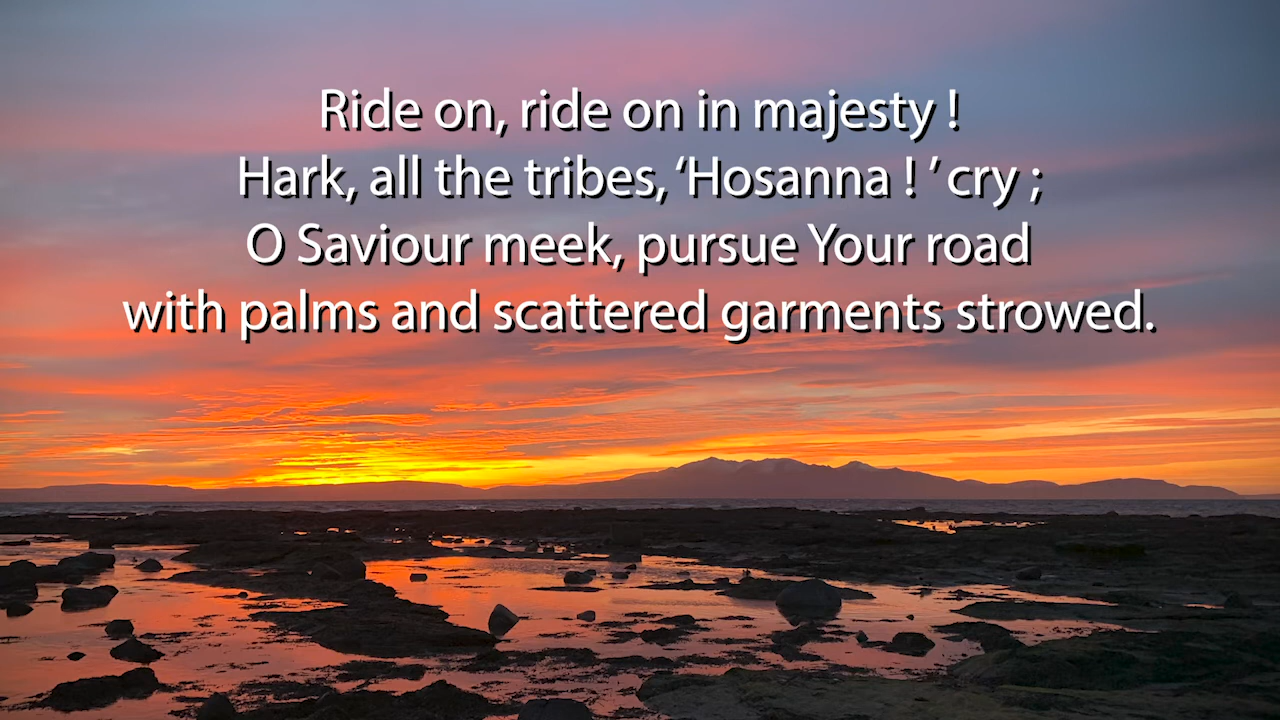 Ride on, ride on in majesty !
Hark, all the tribes, ‘Hosanna ! ’ cry ;
O Saviour meek, pursue Your road
with palms and scattered garments strowed.